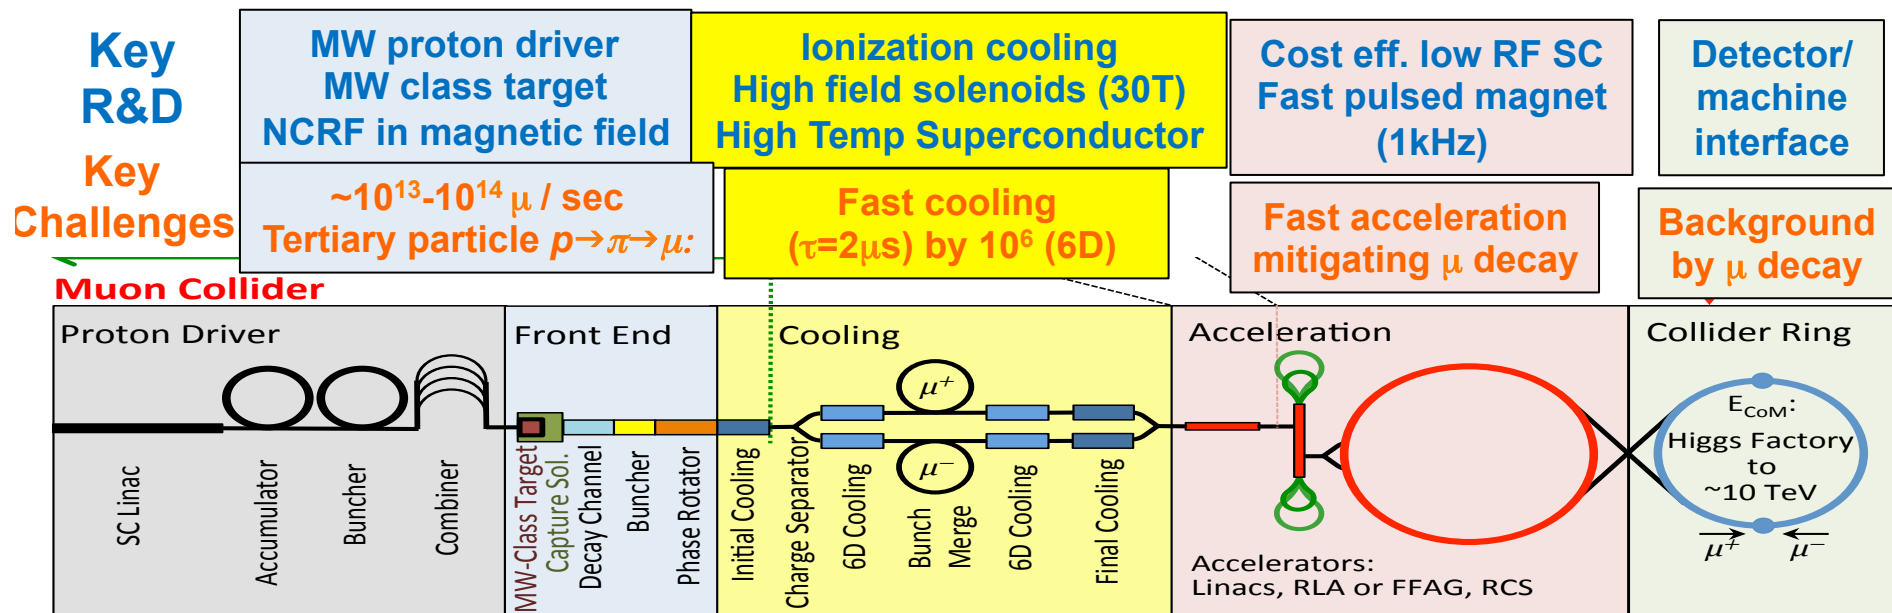 Key
R&D
MW proton driver
MW class target
NCRF in magnetic field
Ionization cooling
High field solenoids (30T)
High Temp Superconductor
Cost eff. low RF SC
Fast pulsed magnet
(1kHz)
Detector/
machine
interface
Key
Challenges
~10¹³-10¹⁴ μ / sec
Tertiary particle p→π→μ:
Fast cooling
(τ=2μs) by 10⁶ (6D)
Fast acceleration
mitigating μ decay
Background
by μ decay
Muon Collider
Proton Driver
Front End
Cooling
Acceleration
Collider Ring
SC Linac
Accumulator
Buncher
Combiner
MW-Class Target
Capture Sol.
Decay Channel
Buncher
Phase Rotator
Initial Cooling
Charge Separator
6D Cooling
μ⁺
μ⁻
Bunch
Merge
6D Cooling
Final Cooling
Accelerators:
Linacs, RLA or FFAG, RCS
E_CoM:
Higgs Factory
to
~10 TeV
μ⁺
μ⁻